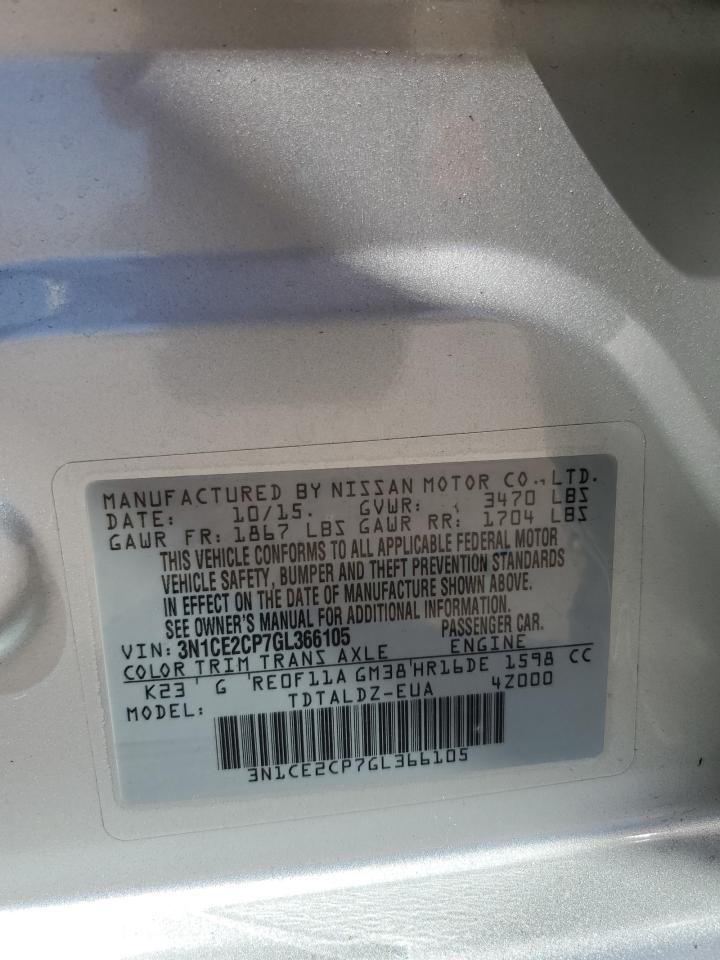 MANUFACTURED BY NISSAN MOTOR CO., LTD.
DATE: 10/15. GVWR: 3470 LBS
GAWR FR: 1867 LBS GAWR RR: 1704 LBS
THIS VEHICLE CONFORMS TO ALL APPLICABLE FEDERAL MOTOR
VEHICLE SAFETY, BUMPER AND THEFT PREVENTION STANDARDS
IN EFFECT ON THE DATE OF MANUFACTURE SHOWN ABOVE.
SEE OWNER'S MANUAL FOR ADDITIONAL INFORMATION.
VIN: 3N1CE2CP7GL366105 PASSENGER CAR.
COLOR TRIM TRANS AXLE ENGINE
K23 G RE0F11A GM38 HR16DE 1598 CC
MODEL: TDTALDZ-EUA 4Z000
3N1CE2CP7GL366105